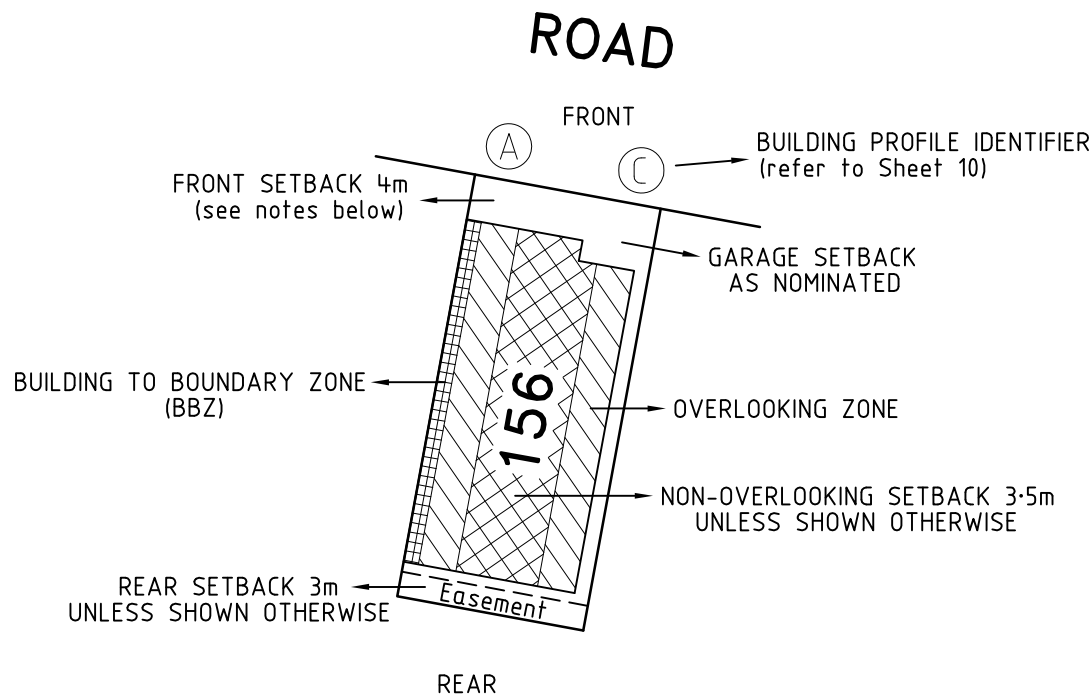 ROAD
FRONT
A
C
BUILDING PROFILE IDENTIFIER
(refer to Sheet 10)
FRONT SETBACK 4m
(see notes below)
GARAGE SETBACK
AS NOMINATED
BUILDING TO BOUNDARY ZONE
(BBZ)
156
OVERLOOKING ZONE
NON-OVERLOOKING SETBACK 3·5m
UNLESS SHOWN OTHERWISE
REAR SETBACK 3m
UNLESS SHOWN OTHERWISE
Easement
REAR